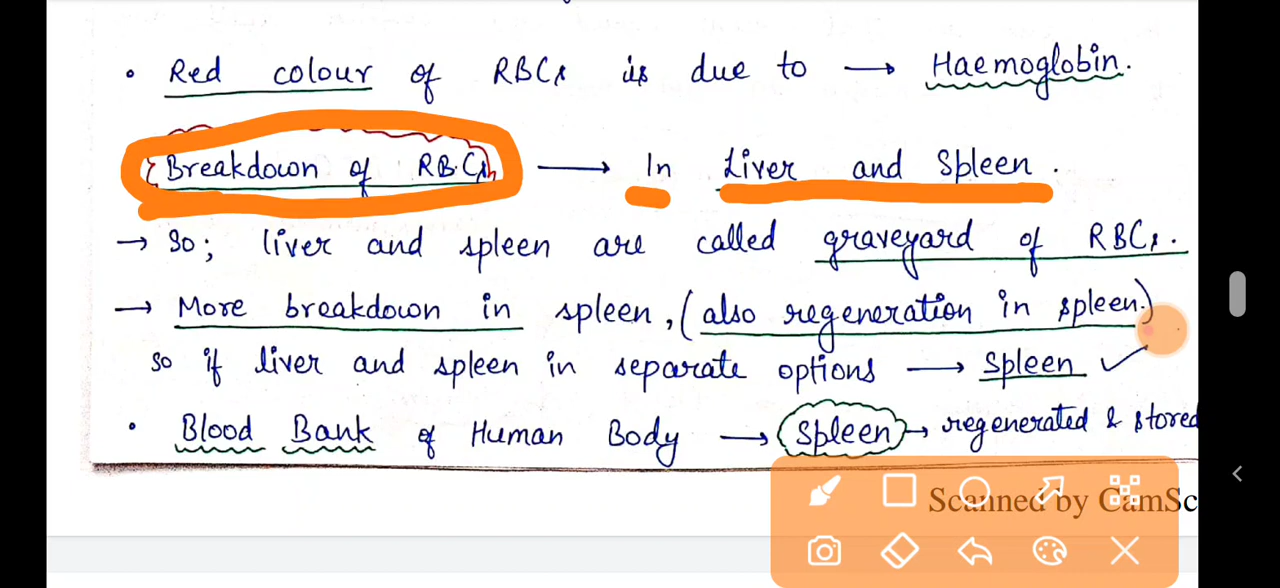 • Red colour of RBCs is due to → Haemoglobin.
{Breakdown of RBCs} → In Liver and Spleen.
→ So; liver and spleen are called graveyard of RBCs.
→ More breakdown in spleen, (also regeneration in spleen.)
so if liver and spleen in separate options → Spleen ✓
• Blood Bank of Human Body → (Spleen) → regenerated & stored
Scanned by CamSc